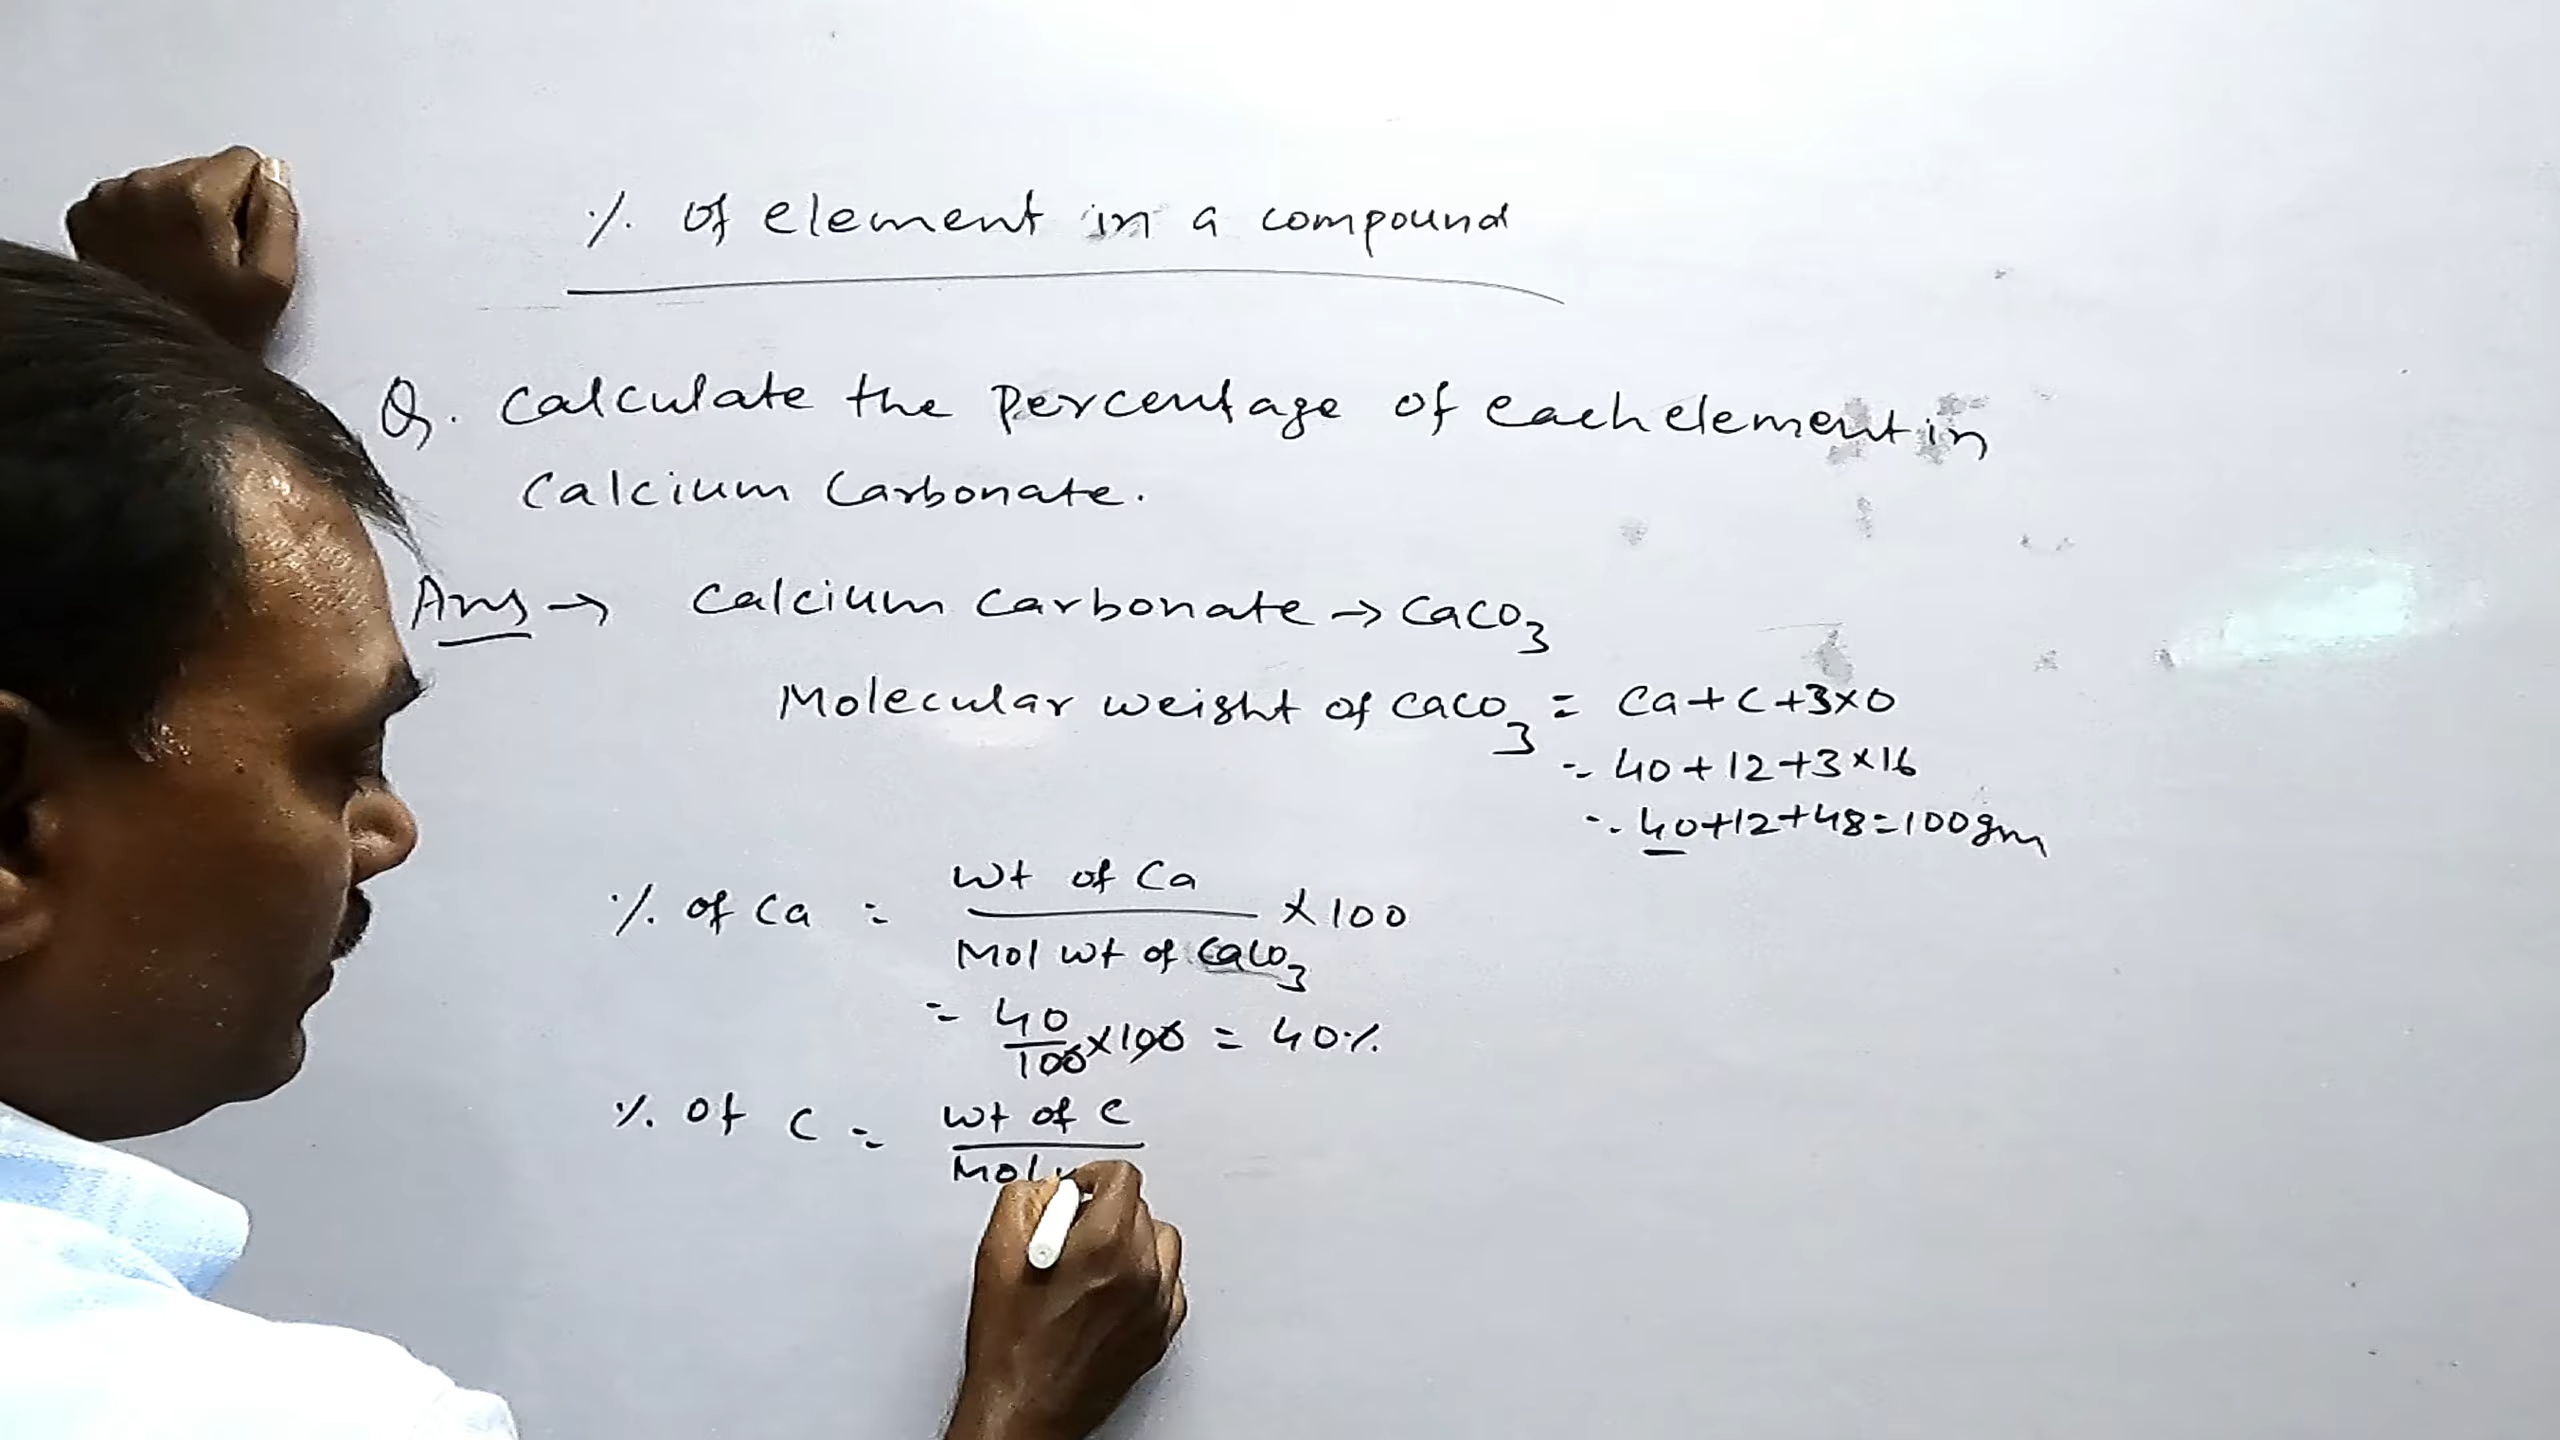 % of element in a compound
Q. Calculate the percentage of each element in
Calcium Carbonate.
Ans → Calcium Carbonate → CaCO3
Molecular weight of CaCO3 = Ca+C+3×O
= 40+12+3×16
= 40+12+48=100gm
% of Ca = Wt of Ca / Mol wt of CaCO3 ×100
= 40/100×100 = 40%
% of C = Wt of C / Mol